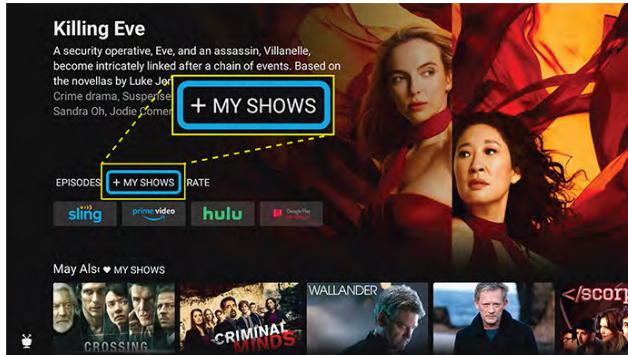 Killing Eve
A security operative, Eve, and an assassin, Villanelle,
become intricately linked after a chain of events. Based on
the novellas by Luke Jen
Crime drama, Suspense
Sandra Oh, Jodie Comer
+ MY SHOWS
EPISODES + MY SHOWS RATE
sling prime video hulu Google Play
May Als ♥ MY SHOWS
CROSSING
CRIMINAL
MINDS
WALLANDER
</scorp